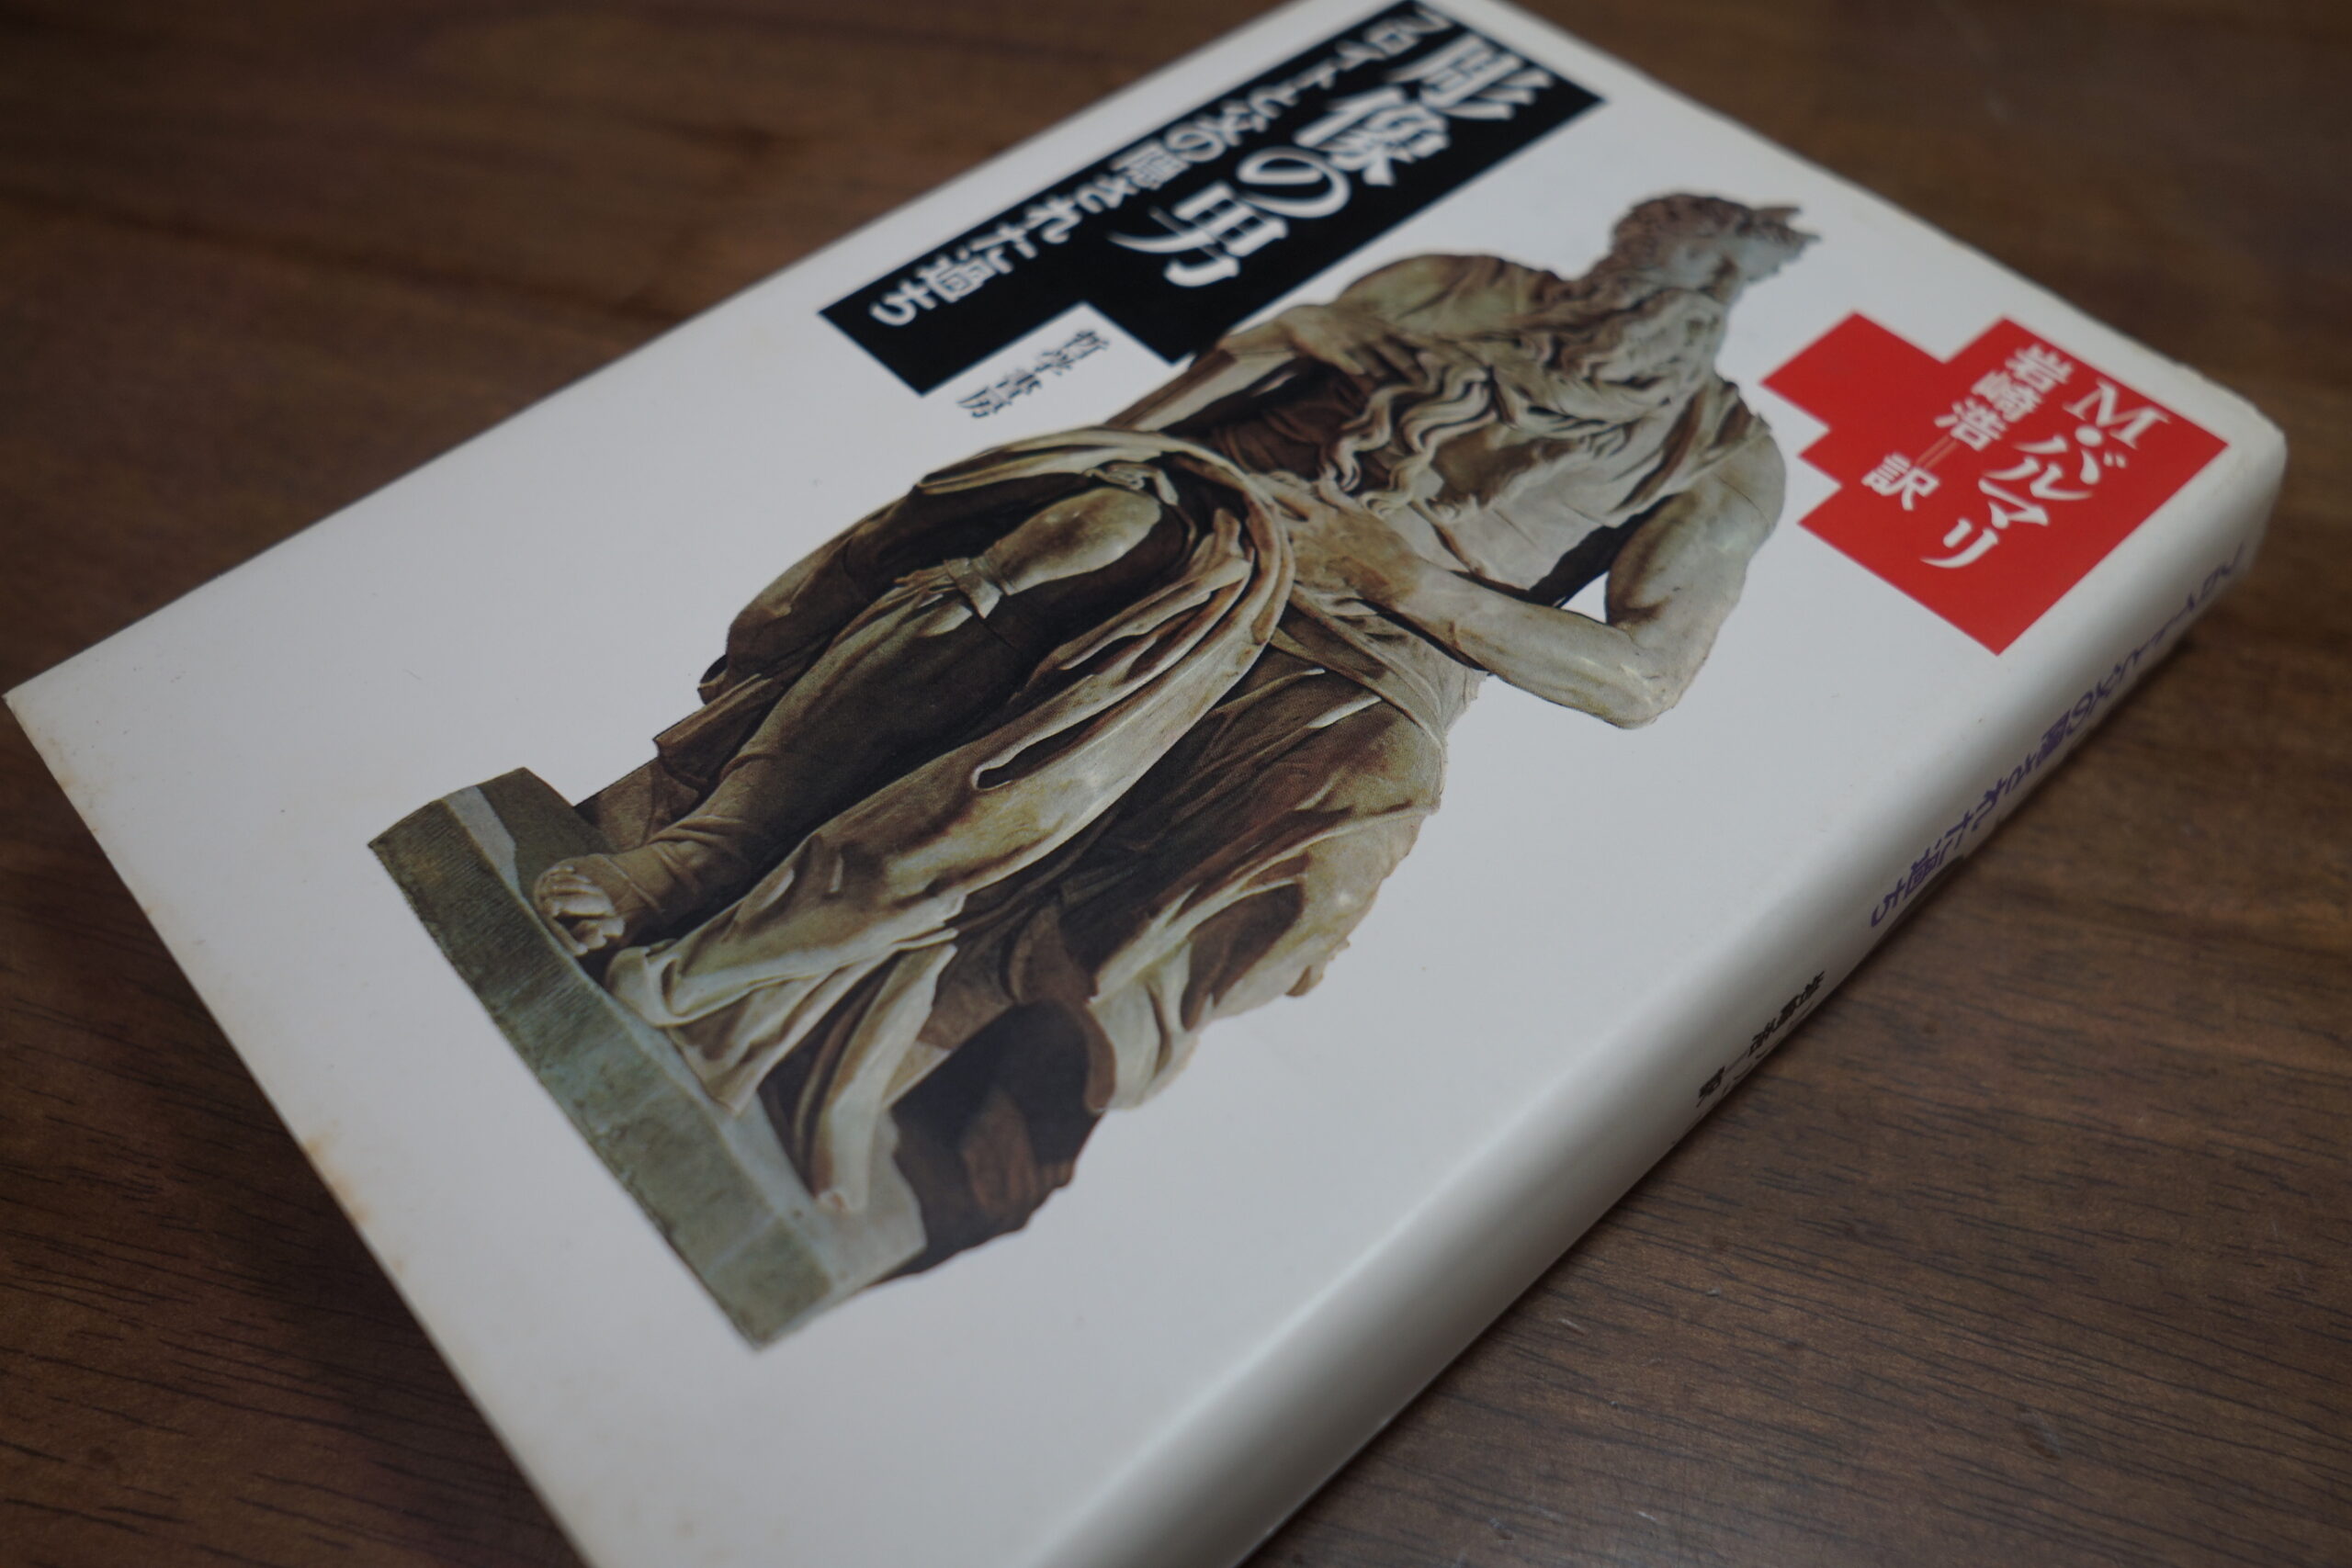 彫像の男
フロイトと父の隠された過ち
哲学書房
M・バルマリ
岩崎浩=訳
フロイトと父の隠された過ち